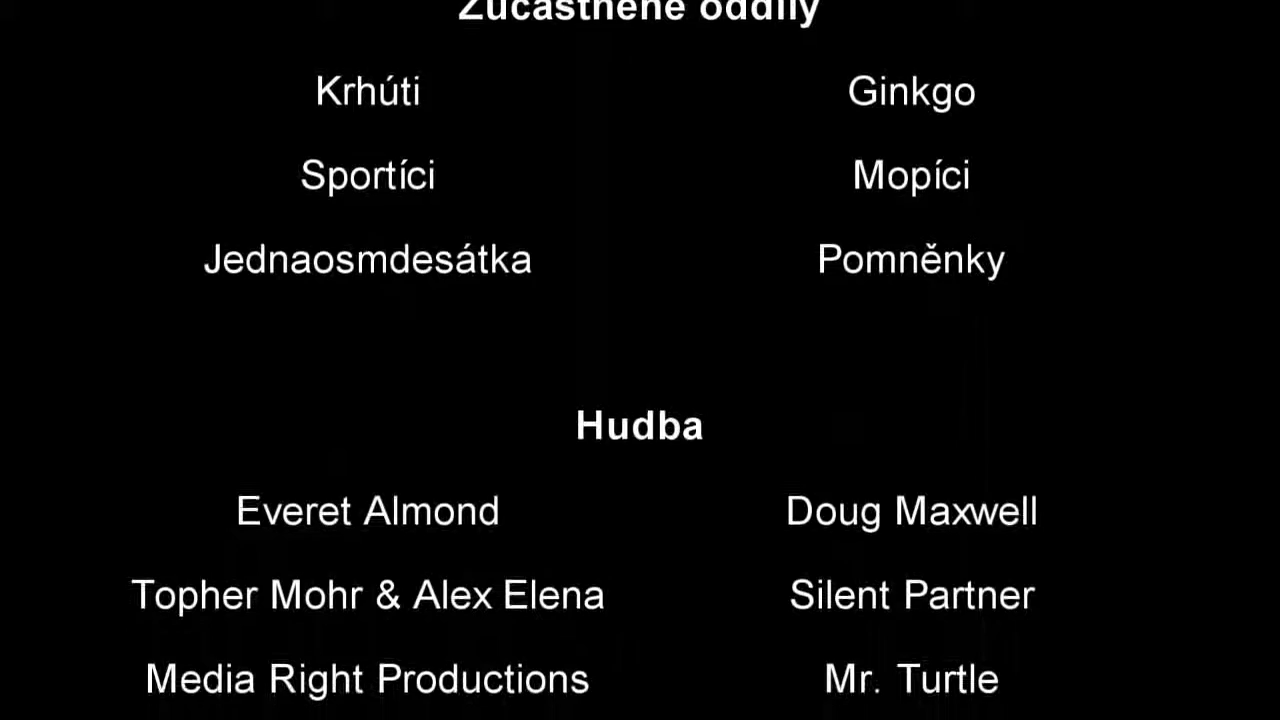 Zúčastněné oddíly
Krhúti Ginkgo
Sportíci Mopíci
Jednaosmdesátka Pomněnky
Hudba
Everet Almond Doug Maxwell
Topher Mohr & Alex Elena Silent Partner
Media Right Productions Mr. Turtle